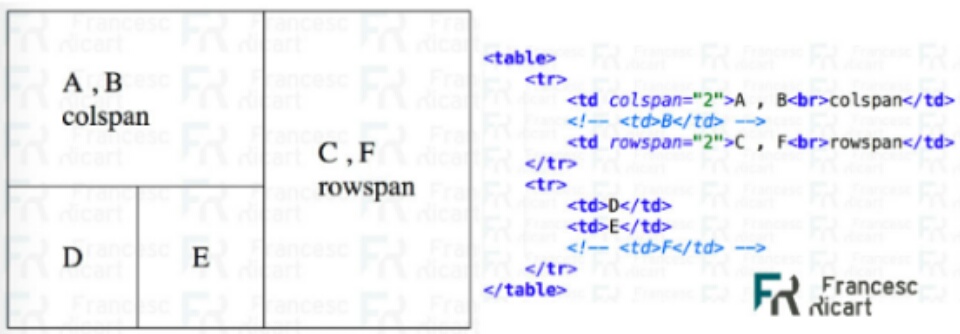 A , B
colspan
C , F
rowspan
D
E
<table>
<tr>
<td colspan="2">A , B<br>colspan</td>
<!-- <td>B</td> -->
<td rowspan="2">C , F<br>rowspan</td>
</tr>
<tr>
<td>D</td>
<td>E</td>
<!-- <td>F</td> -->
</tr>
</table>
Francesc
ricart